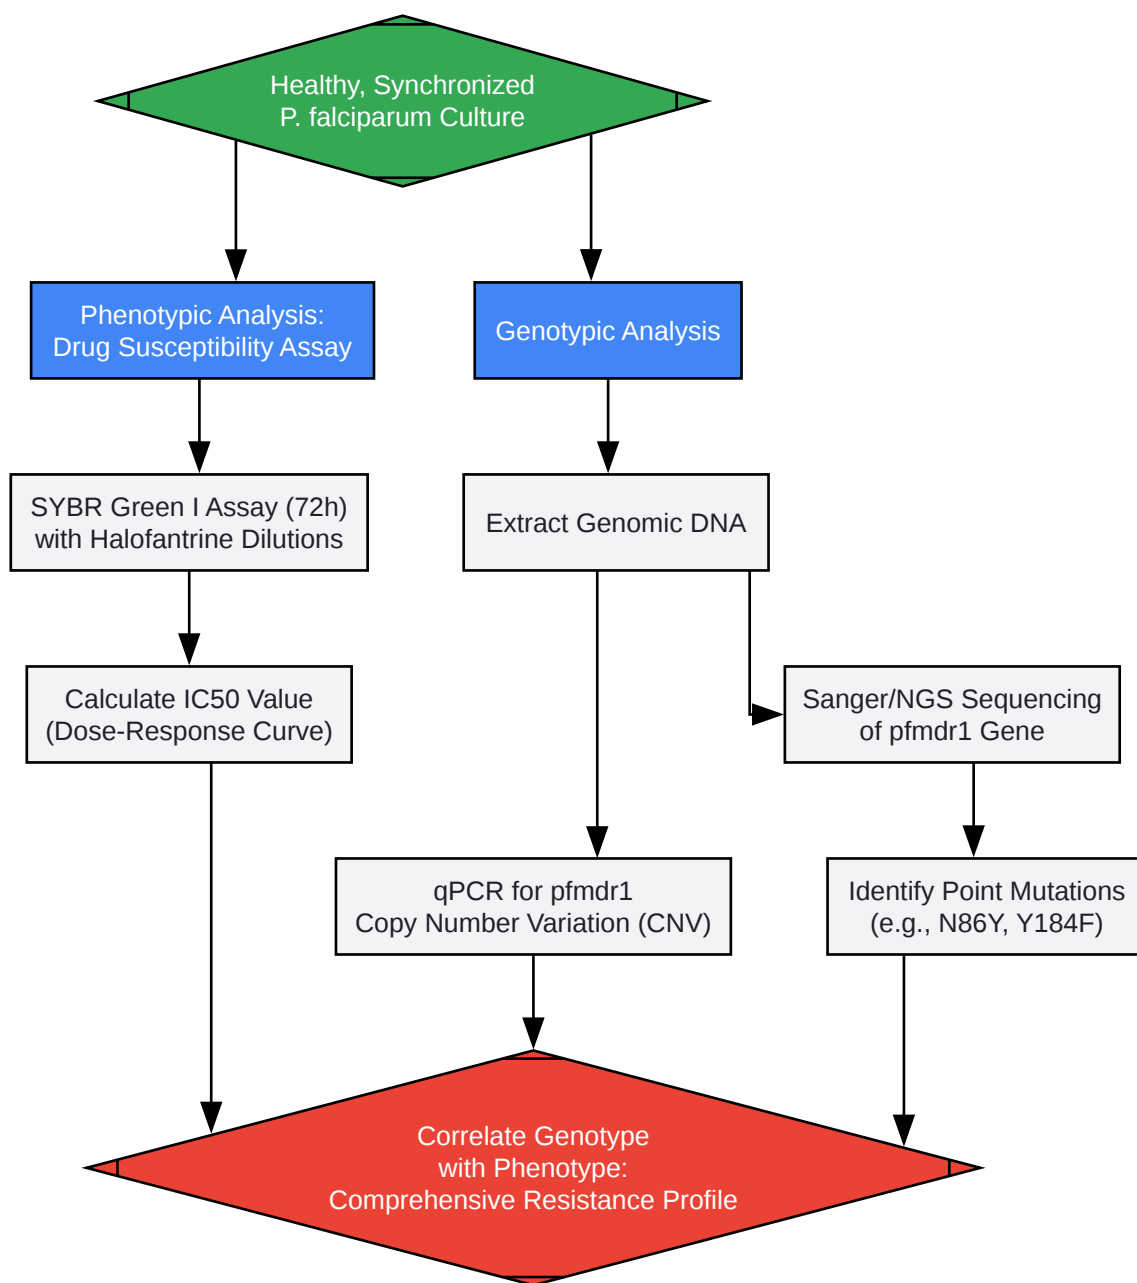 Healthy, Synchronized
P. falciparum Culture
Phenotypic Analysis:
Drug Susceptibility Assay
Genotypic Analysis
SYBR Green I Assay (72h)
with Halofantrine Dilutions
Extract Genomic DNA
Calculate IC50 Value
(Dose-Response Curve)
Sanger/NGS Sequencing
of pfmdr1 Gene
qPCR for pfmdr1
Copy Number Variation (CNV)
Identify Point Mutations
(e.g., N86Y, Y184F)
Correlate Genotype
with Phenotype:
Comprehensive Resistance Profile